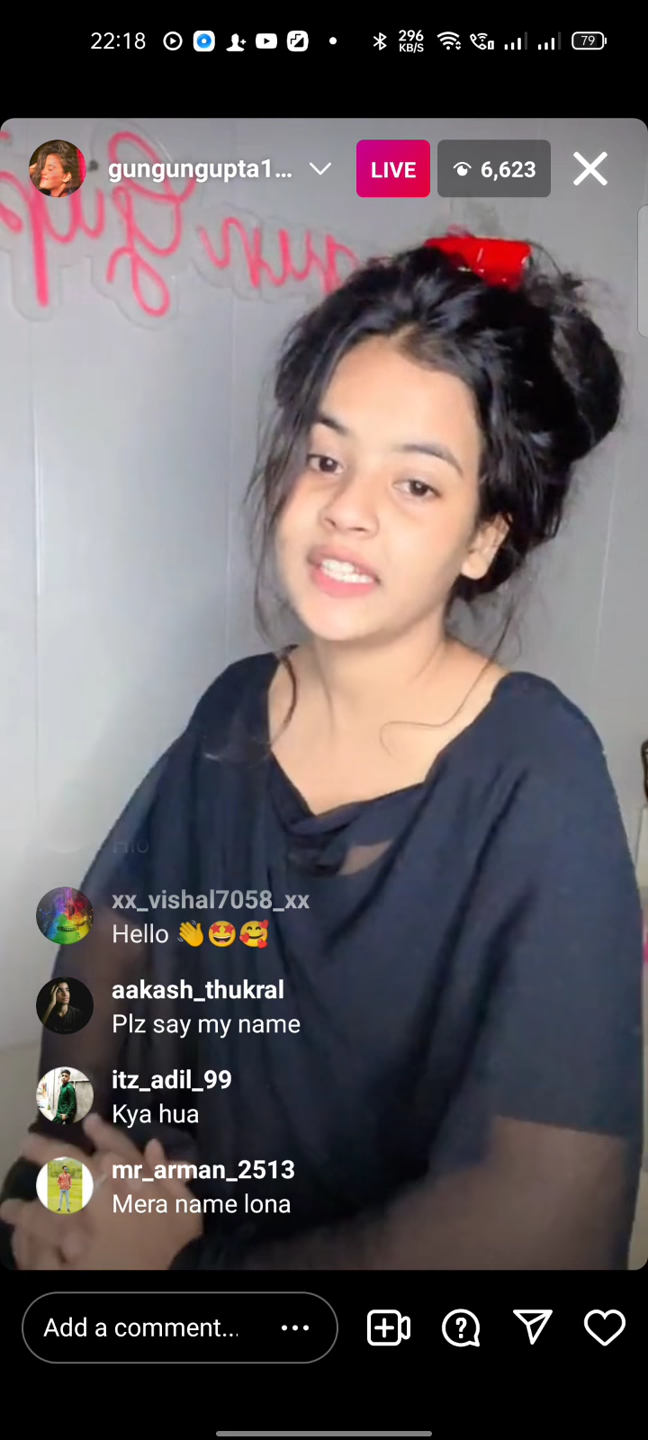 22:18
296
KB/S
79
gungungupta1...
LIVE
6,623
Hlo
xx_vishal7058_xx
Hello 👋🤩🥰
aakash_thukral
Plz say my name
itz_adil_99
Kya hua
mr_arman_2513
Mera name lona
Add a comment...